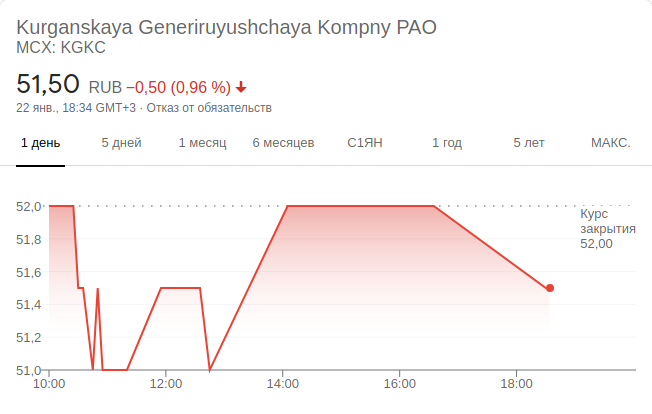 Kurganskaya Generiruyushchaya Kompny PAO
MCX: KGKC
51,50 RUB −0,50 (0,96 %)
22 янв., 18:34 GMT+3 · Отказ от обязательств
1 день 5 дней 1 месяц 6 месяцев С1ЯН 1 год 5 лет МАКС.
52,0
51,8
51,6
51,4
51,2
51,0
Курс
закрытия
52,00
10:00 12:00 14:00 16:00 18:00